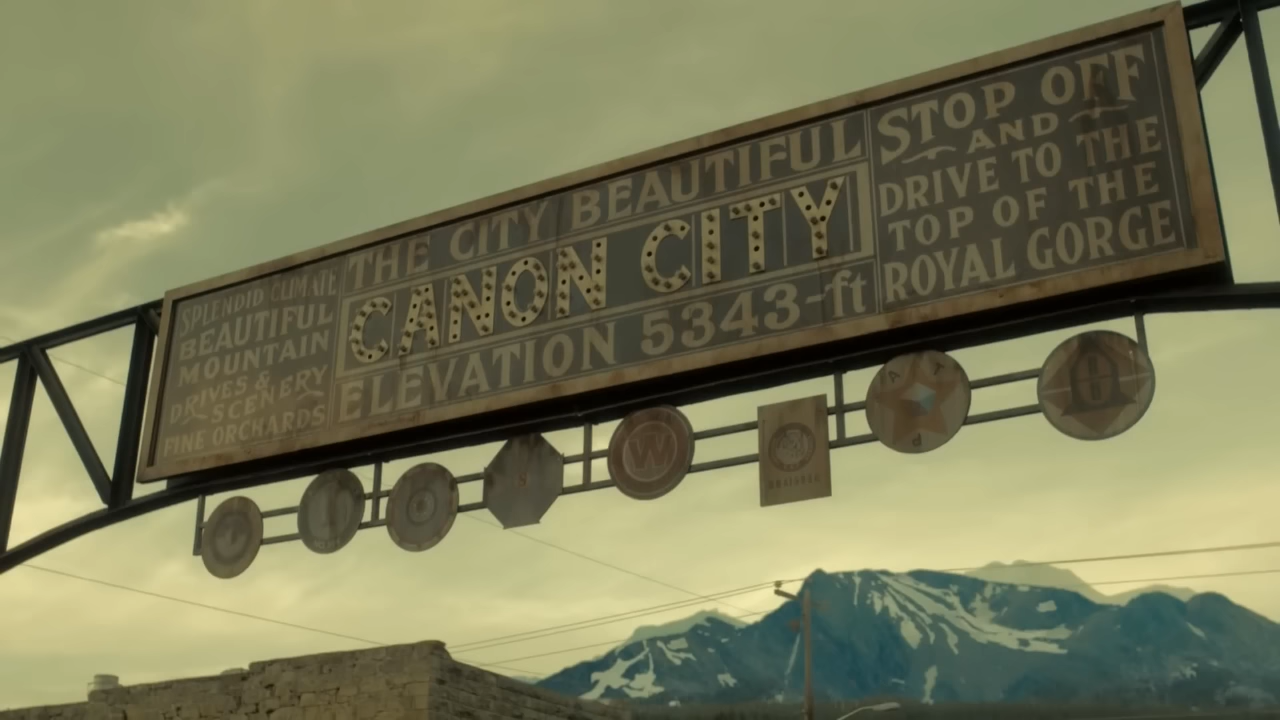 SPLENDID CLIMATE
BEAUTIFUL
MOUNTAIN
DRIVES &
SCENERY
FINE ORCHARDS
THE CITY BEAUTIFUL
CANON CITY
ELEVATION 5343-ft
STOP OFF
AND
DRIVE TO THE
TOP OF THE
ROYAL GORGE
S
W
A T
P